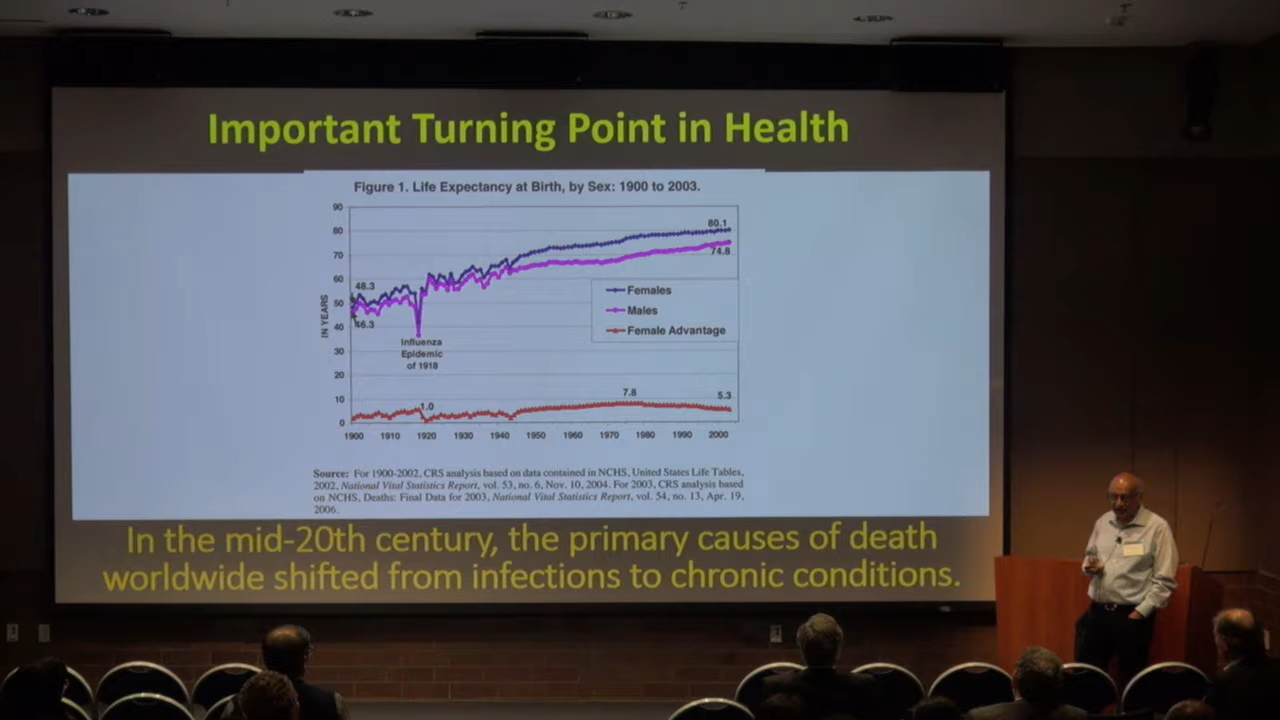 Important Turning Point in Health
Figure 1. Life Expectancy at Birth, by Sex: 1900 to 2003.
90
80
70
60
50
40
30
20
10
0
IN YEARS
48.3
46.3
80.1
74.8
Influenza
Epidemic
of 1918
Females
Males
Female Advantage
1.0
7.8
5.3
1900 1910 1920 1930 1940 1950 1960 1970 1980 1990 2000
Source: For 1900-2002, CRS analysis based on data contained in NCHS, United States Life Tables,
2002, National Vital Statistics Report, vol. 53, no. 6, Nov. 10, 2004. For 2003, CRS analysis based
on NCHS, Deaths: Final Data for 2003, National Vital Statistics Report, vol. 54, no. 13, Apr. 19,
2006.
In the mid-20th century, the primary causes of death
worldwide shifted from infections to chronic conditions.